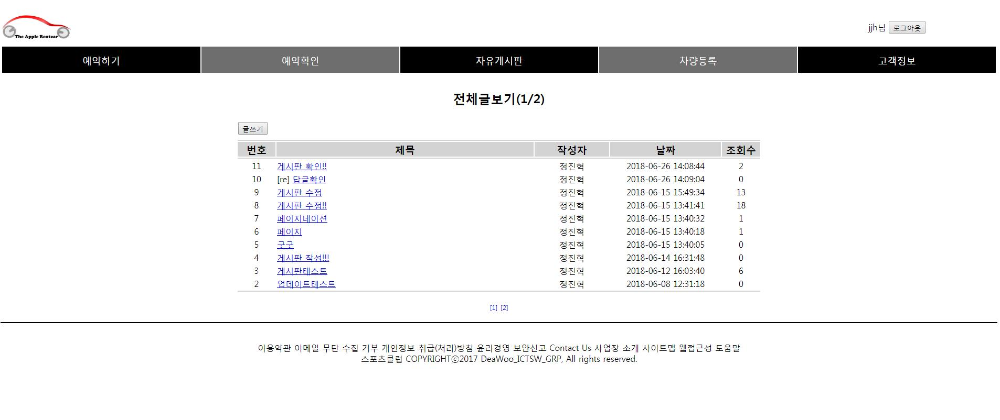 The Apple Rentcar
jjh님 로그아웃
예약하기 예약확인 자유게시판 차량등록 고객정보
전체글보기(1/2)
글쓰기
번호 제목 작성자 날짜 조회수
11 게시판 확인!! 정진혁 2018-06-26 14:08:44 2
10 [re] 답글확인 정진혁 2018-06-26 14:09:04 0
9 게시판 수정 정진혁 2018-06-15 15:49:34 13
8 게시판 수정!! 정진혁 2018-06-15 13:41:41 18
7 페이지네이션 정진혁 2018-06-15 13:40:32 1
6 페이지 정진혁 2018-06-15 13:40:18 1
5 굿굿 정진혁 2018-06-15 13:40:05 0
4 게시판 작성!!! 정진혁 2018-06-14 16:31:48 0
3 게시판테스트 정진혁 2018-06-12 16:03:40 6
2 업데이트테스트 정진혁 2018-06-08 12:31:18 0
[1] [2]
이용약관 이메일 무단 수집 거부 개인정보 취급(처리)방침 윤리경영 보안신고 Contact Us 사업장 소개 사이트맵 웹접근성 도움말
스포츠클럽 COPYRIGHTⓒ2017 DeaWoo_ICTSW_GRP, All rights reserved.